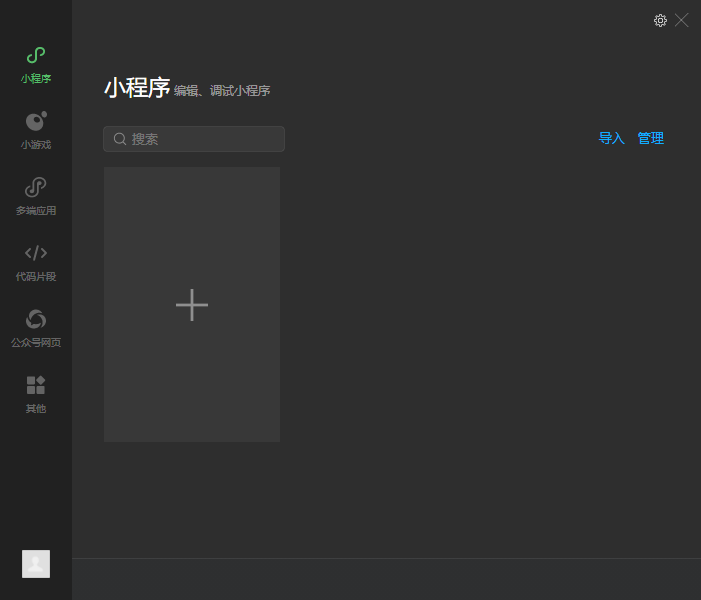 小程序
小游戏
多端应用
代码片段
公众号网页
其他
小程序 编辑、调试小程序
搜索
导入 管理